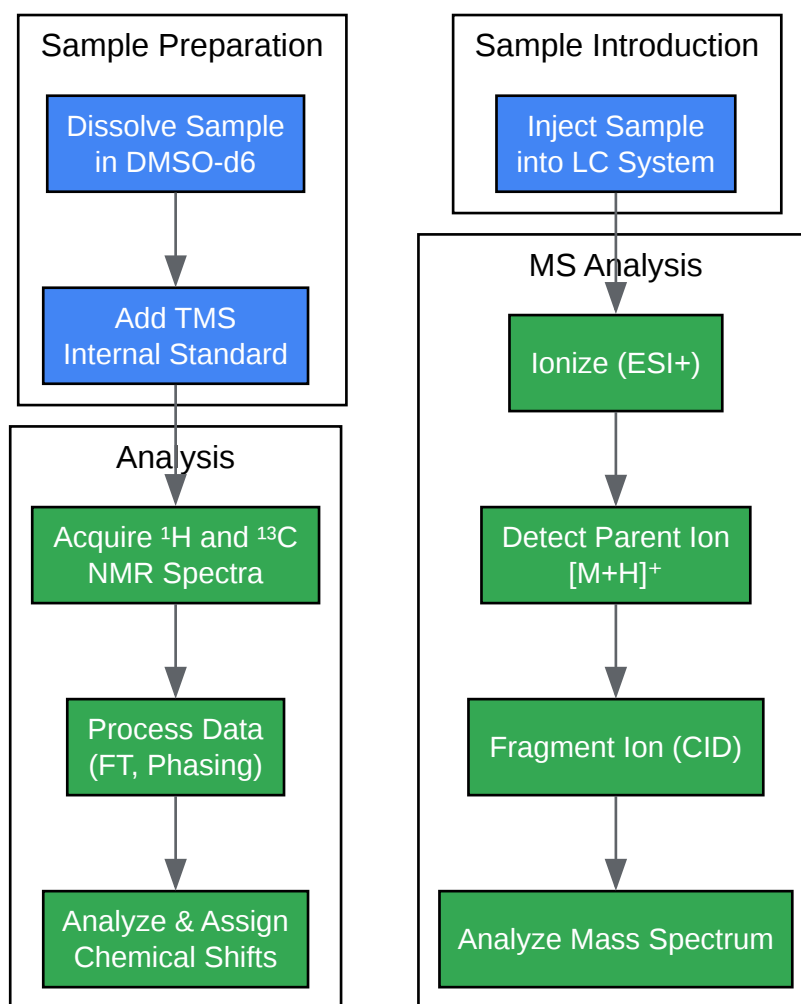 Sample Preparation
Dissolve Sample
in DMSO-d6
Add TMS
Internal Standard
Analysis
Acquire ¹H and ¹³C
NMR Spectra
Process Data
(FT, Phasing)
Analyze & Assign
Chemical Shifts
Sample Introduction
Inject Sample
into LC System
MS Analysis
Ionize (ESI+)
Detect Parent Ion
[M+H]⁺
Fragment Ion (CID)
Analyze Mass Spectrum